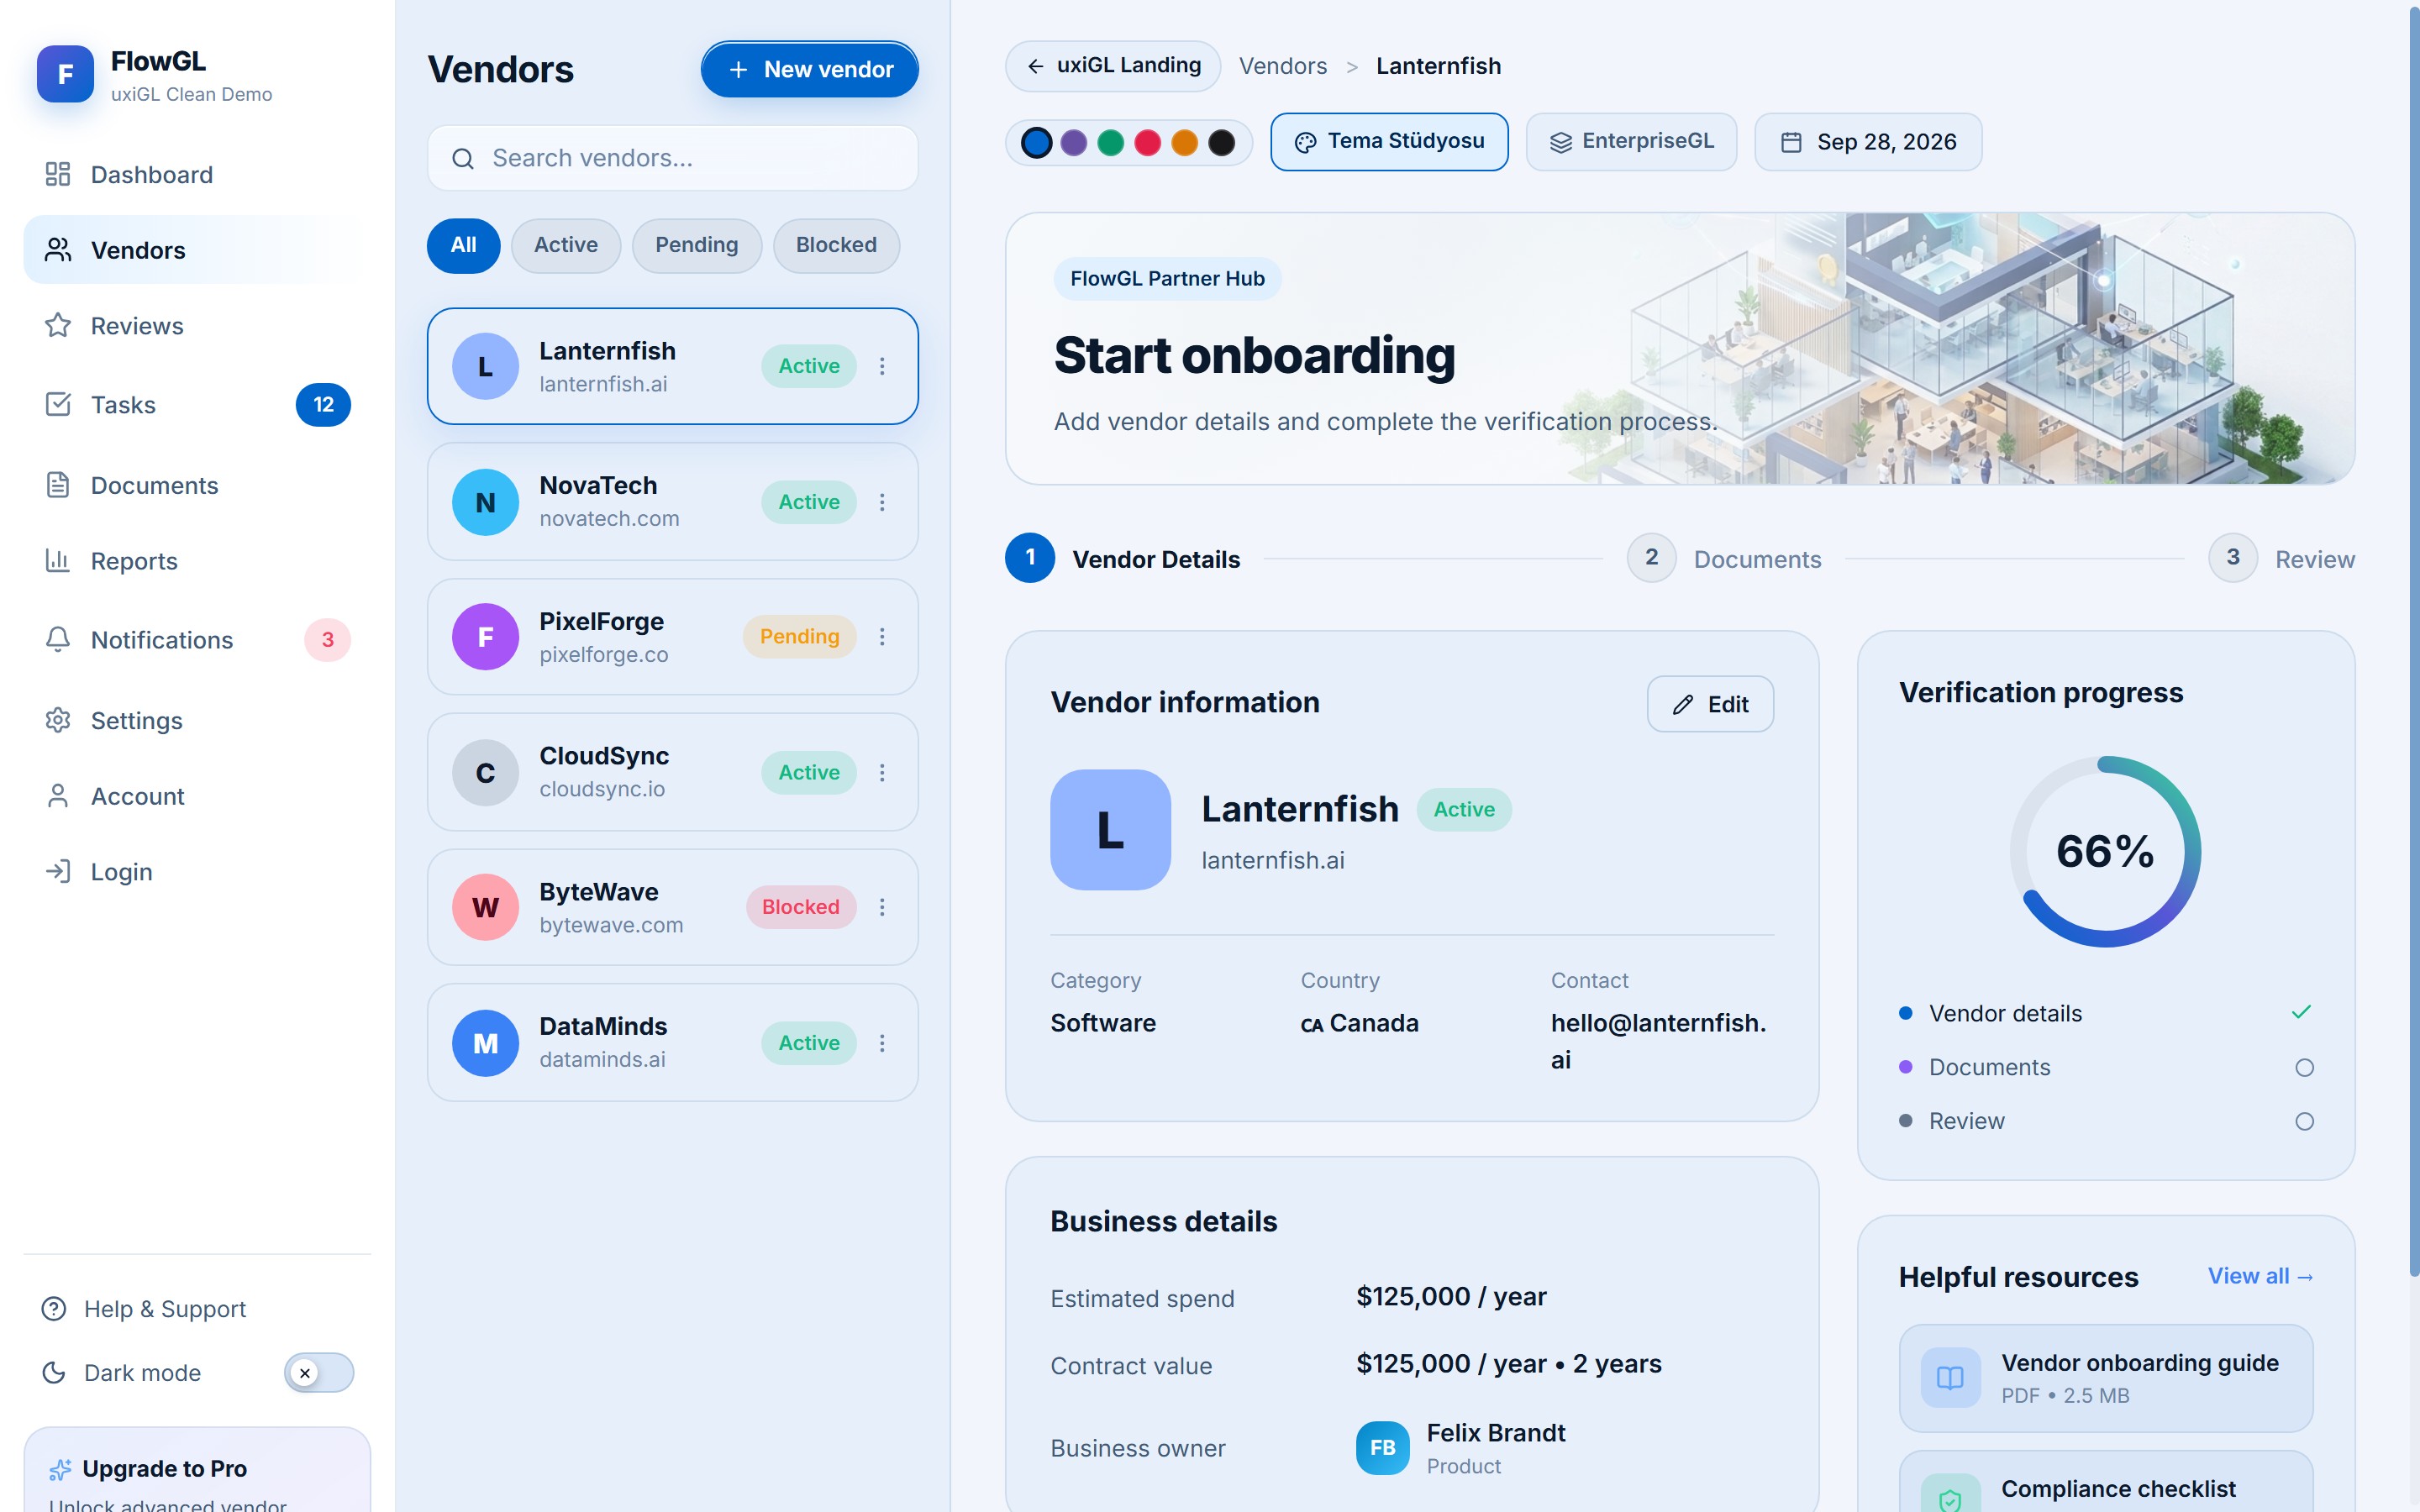 F
FlowGL
uxiGL Clean Demo
Dashboard
Vendors
Reviews
Tasks
12
Documents
Reports
Notifications
3
Settings
Account
Login
Help & Support
Dark mode
Upgrade to Pro
Unlock advanced vendor
Vendors
New vendor
Search vendors...
All
Active
Pending
Blocked
L
Lanternfish
lanternfish.ai
Active
N
NovaTech
novatech.com
Active
F
PixelForge
pixelforge.co
Pending
C
CloudSync
cloudsync.io
Active
W
ByteWave
bytewave.com
Blocked
M
DataMinds
dataminds.ai
Active
uxiGL Landing
Vendors > Lanternfish
Tema Stüdyosu
EnterpriseGL
Sep 28, 2026
FlowGL Partner Hub
Start onboarding
Add vendor details and complete the verification process.
1
Vendor Details
2
Documents
3
Review
Vendor information
Edit
L
Lanternfish
Active
lanternfish.ai
Category
Software
Country
CA Canada
Contact
hello@lanternfish.
ai
Business details
Estimated spend
$125,000 / year
Contract value
$125,000 / year • 2 years
Business owner
FB
Felix Brandt
Product
Verification progress
66%
Vendor details
Documents
Review
Helpful resources
View all →
Vendor onboarding guide
PDF • 2.5 MB
Compliance checklist